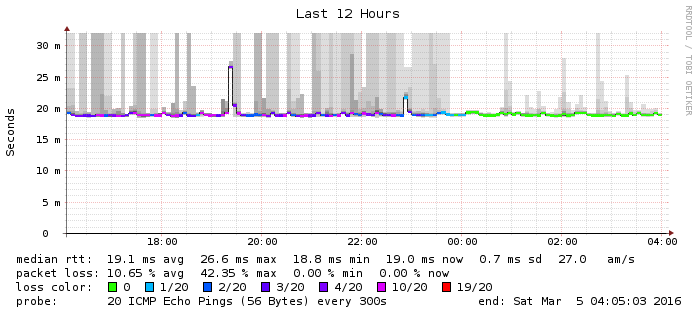 Last 12 Hours
RRDTOOL / TOBI OETIKER
Seconds
30 m
25 m
20 m
15 m
10 m
5 m
0
18:00 20:00 22:00 00:00 02:00 04:00
median rtt: 19.1 ms avg 26.6 ms max 18.8 ms min 19.0 ms now 0.7 ms sd 27.0 am/s
packet loss: 10.65 % avg 42.35 % max 0.00 % min 0.00 % now
loss color: 0 1/20 2/20 3/20 4/20 10/20 19/20
probe: 20 ICMP Echo Pings (56 Bytes) every 300s end: Sat Mar 5 04:05:03 2016